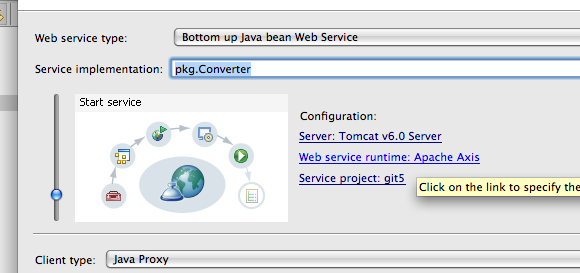 Web service type: Bottom up Java bean Web Service
Service implementation: pkg.Converter
Start service
Configuration:
Server: Tomcat v6.0 Server
Web service runtime: Apache Axis
Service project: git5
Click on the link to specify the
Client type: Java Proxy